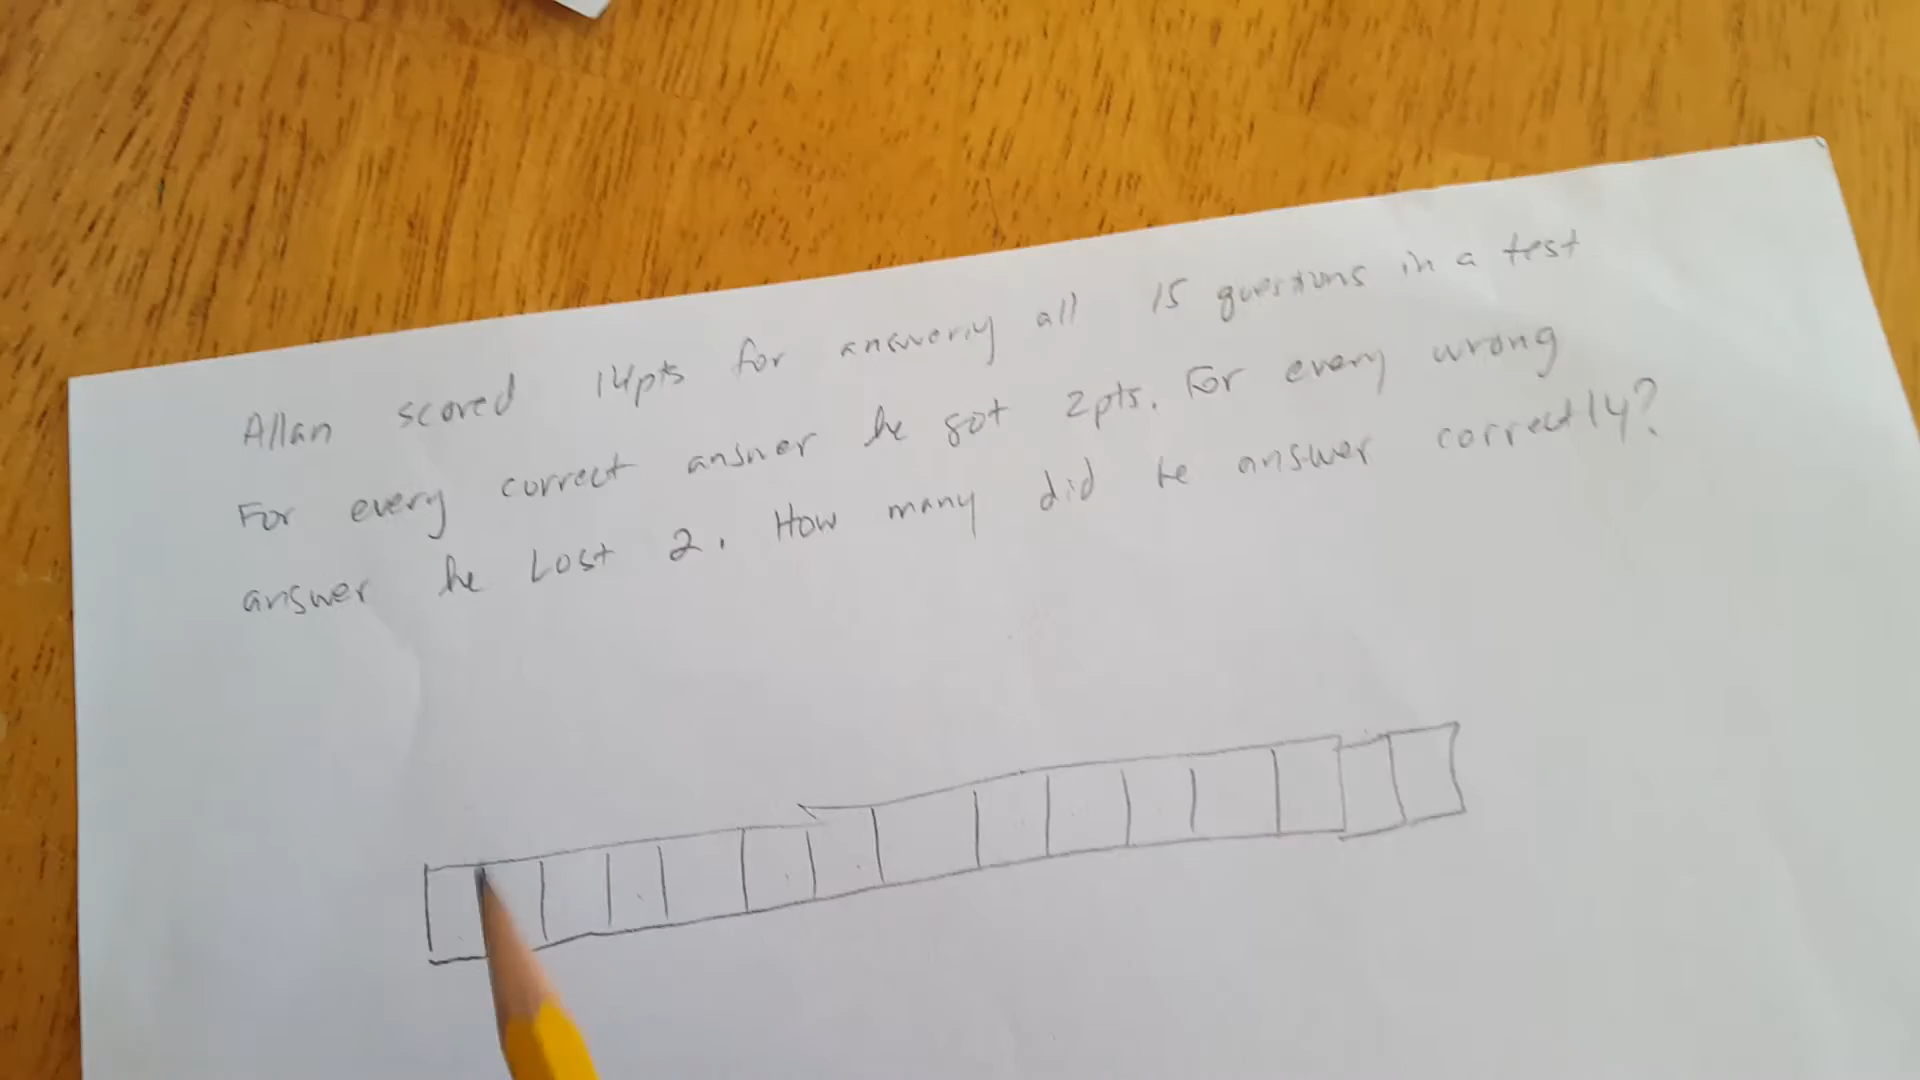 Allan scored 14pts for answering all 15 questions in a test
For every correct answer he got 2pts. For every wrong
answer he Lost 2. How many did he answer correctly?